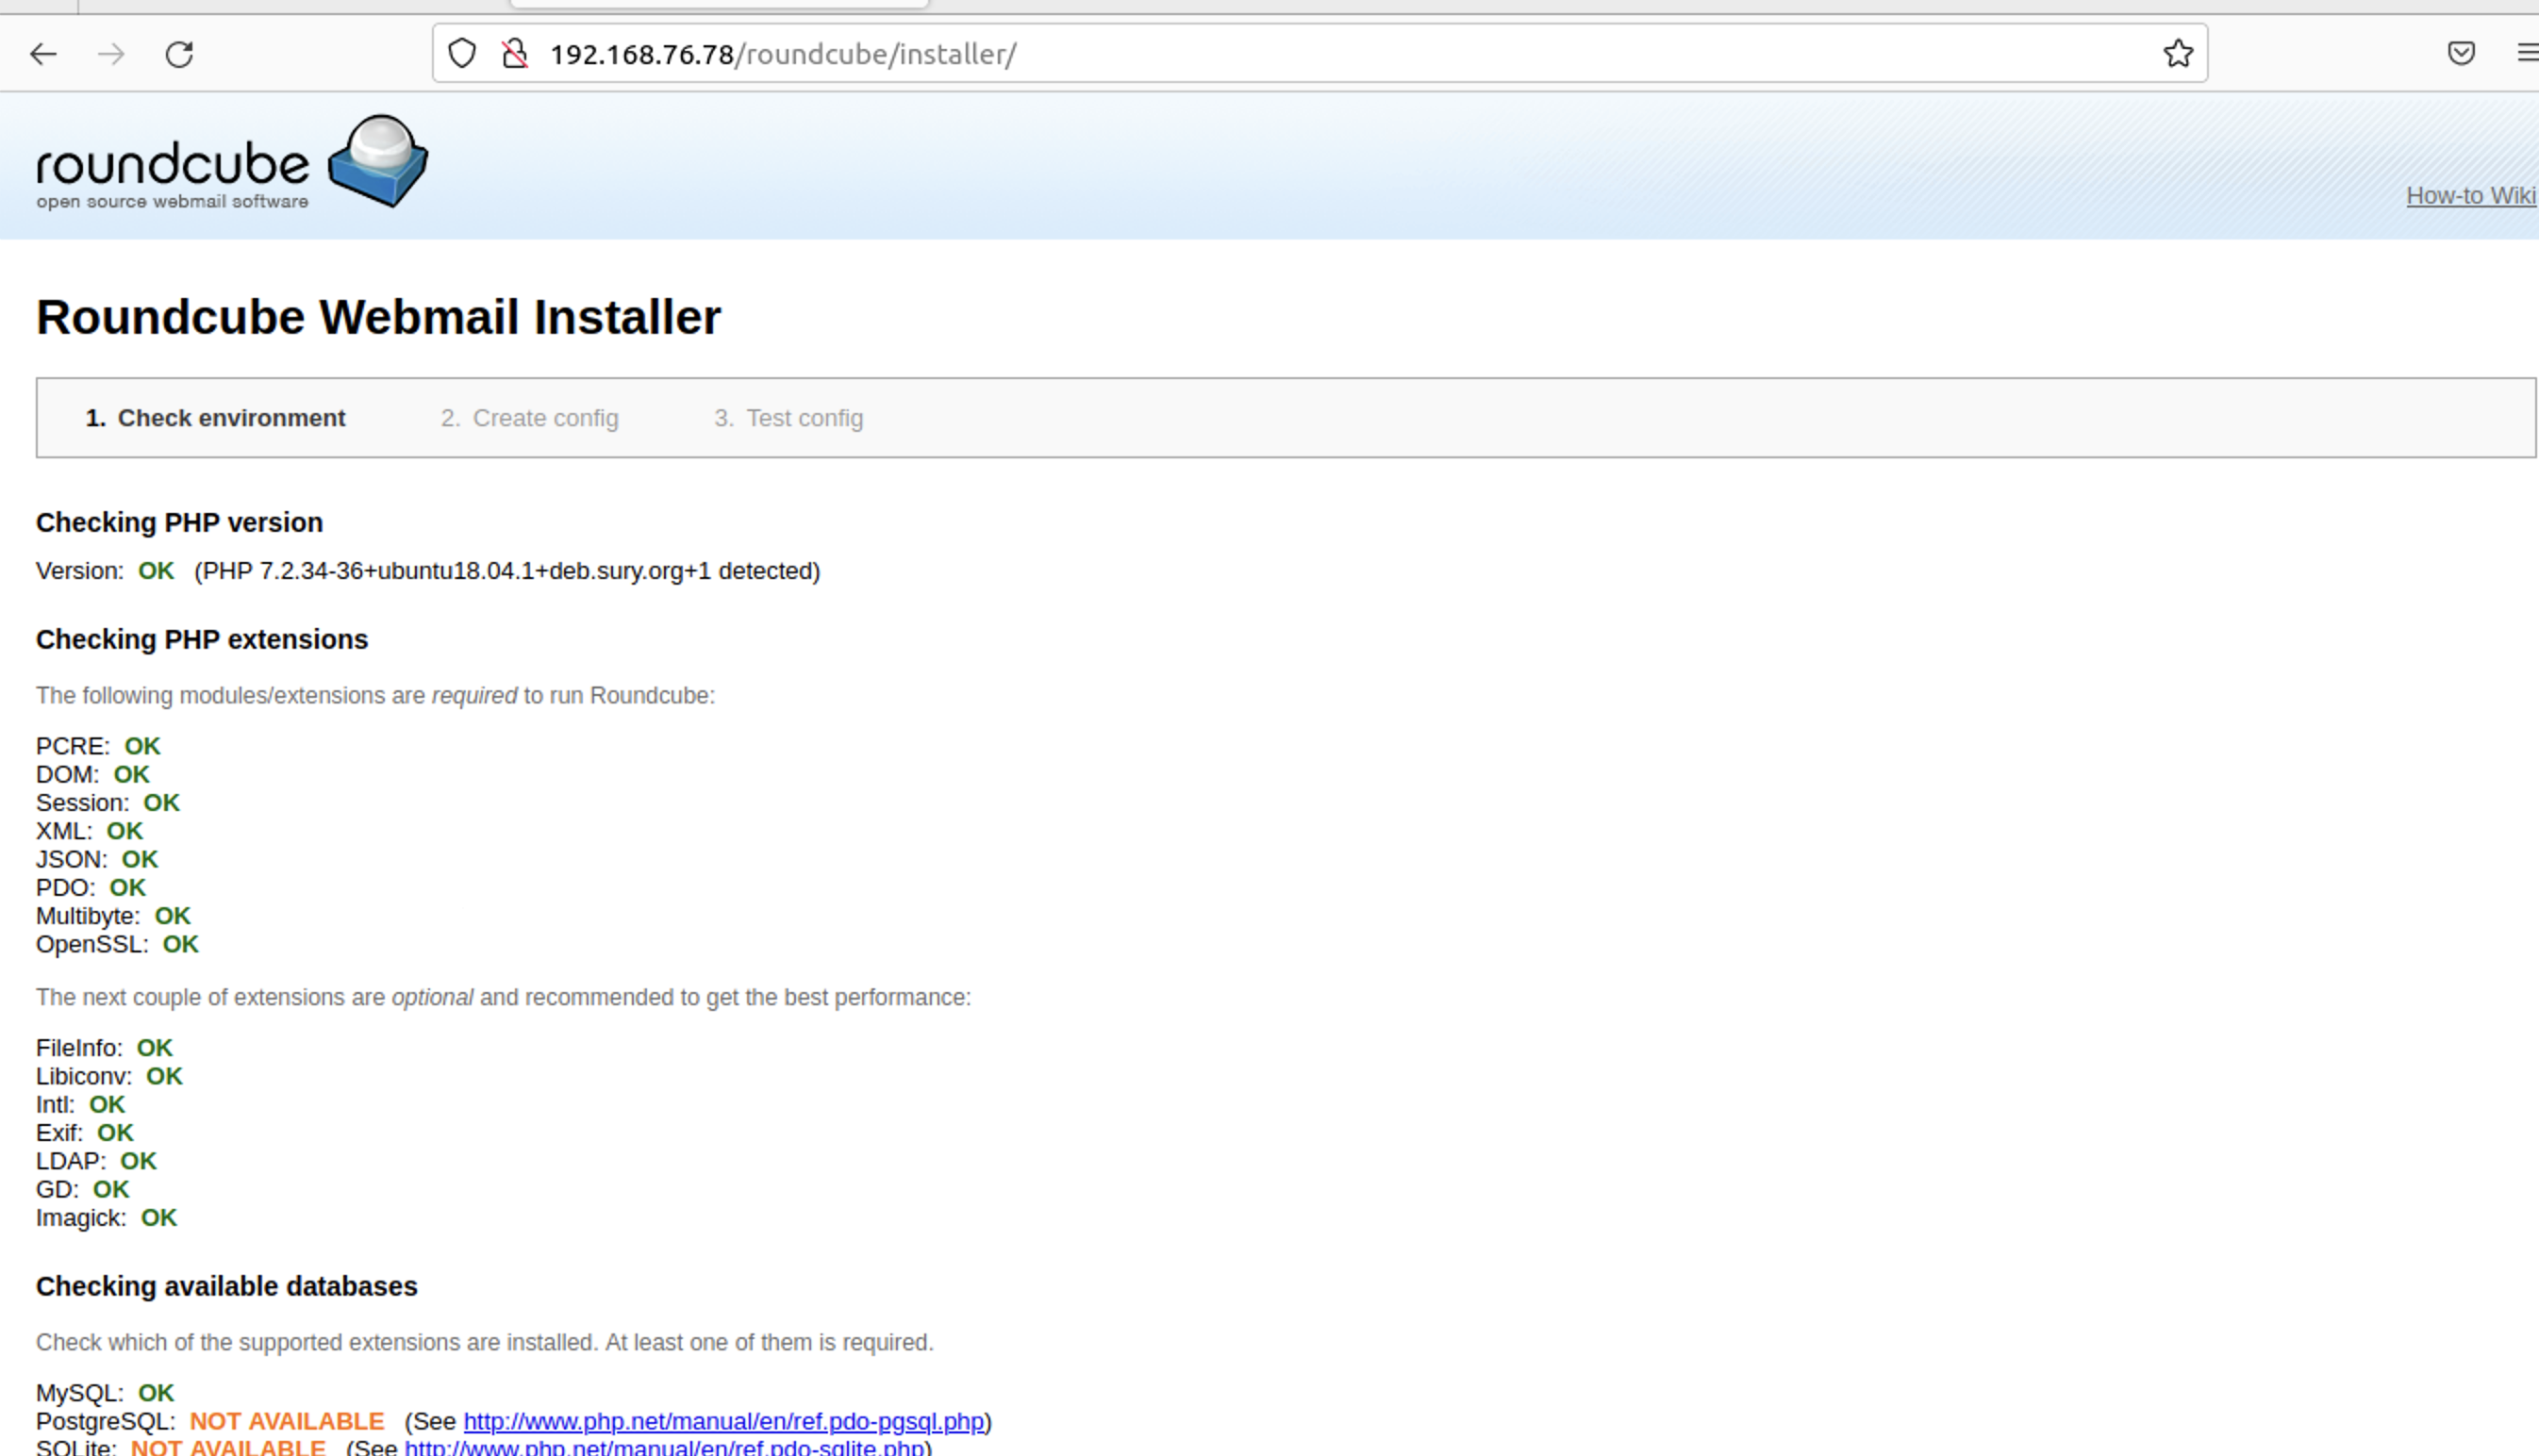 192.168.76.78/roundcube/installer/
roundcube
open source webmail software
How-to Wiki
Roundcube Webmail Installer
1. Check environment 2. Create config 3. Test config
Checking PHP version
Version: OK (PHP 7.2.34-36+ubuntu18.04.1+deb.sury.org+1 detected)
Checking PHP extensions
The following modules/extensions are required to run Roundcube:
PCRE: OK
DOM: OK
Session: OK
XML: OK
JSON: OK
PDO: OK
Multibyte: OK
OpenSSL: OK
The next couple of extensions are optional and recommended to get the best performance:
FileInfo: OK
Libiconv: OK
Intl: OK
Exif: OK
LDAP: OK
GD: OK
Imagick: OK
Checking available databases
Check which of the supported extensions are installed. At least one of them is required.
MySQL: OK
PostgreSQL: NOT AVAILABLE (See http://www.php.net/manual/en/ref.pdo-pgsql.php)
SQLite: NOT AVAILABLE (See http://www.php.net/manual/en/ref.pdo-sqlite.php)